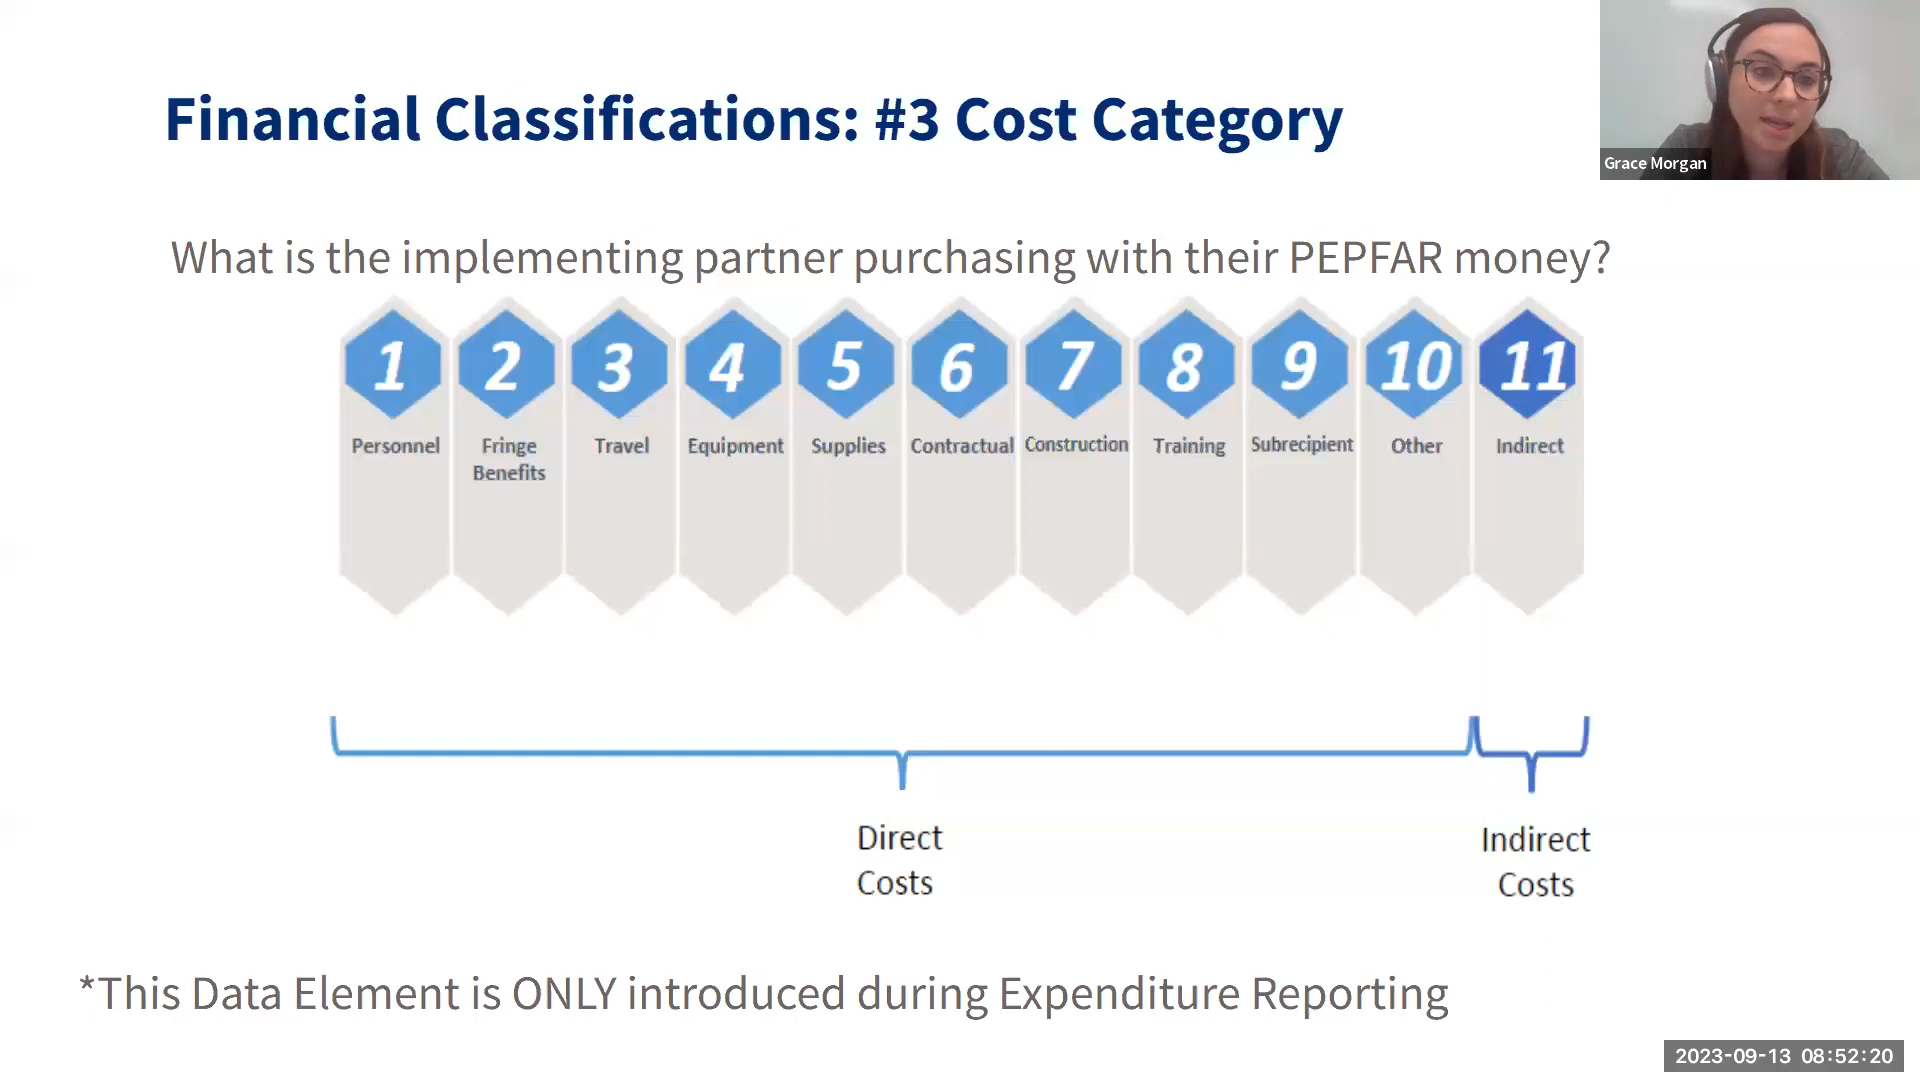 Financial Classifications: #3 Cost Category
Grace Morgan
What is the implementing partner purchasing with their PEPFAR money?
1 2 3 4 5 6 7 8 9 10 11
Personnel Fringe Travel Equipment Supplies Contractual Construction Training Subrecipient Other Indirect
Benefits
Direct Indirect
Costs Costs
*This Data Element is ONLY introduced during Expenditure Reporting
2023-09-13 08:52:20